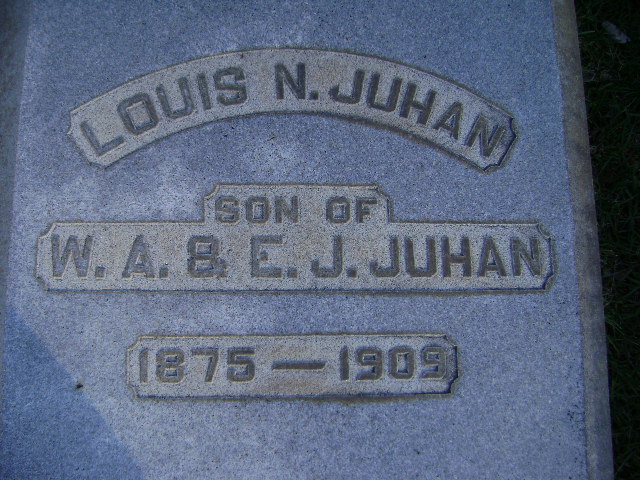 LOUIS N. JUHAN
SON OF
W. A. & E. J. JUHAN
1875 — 1909